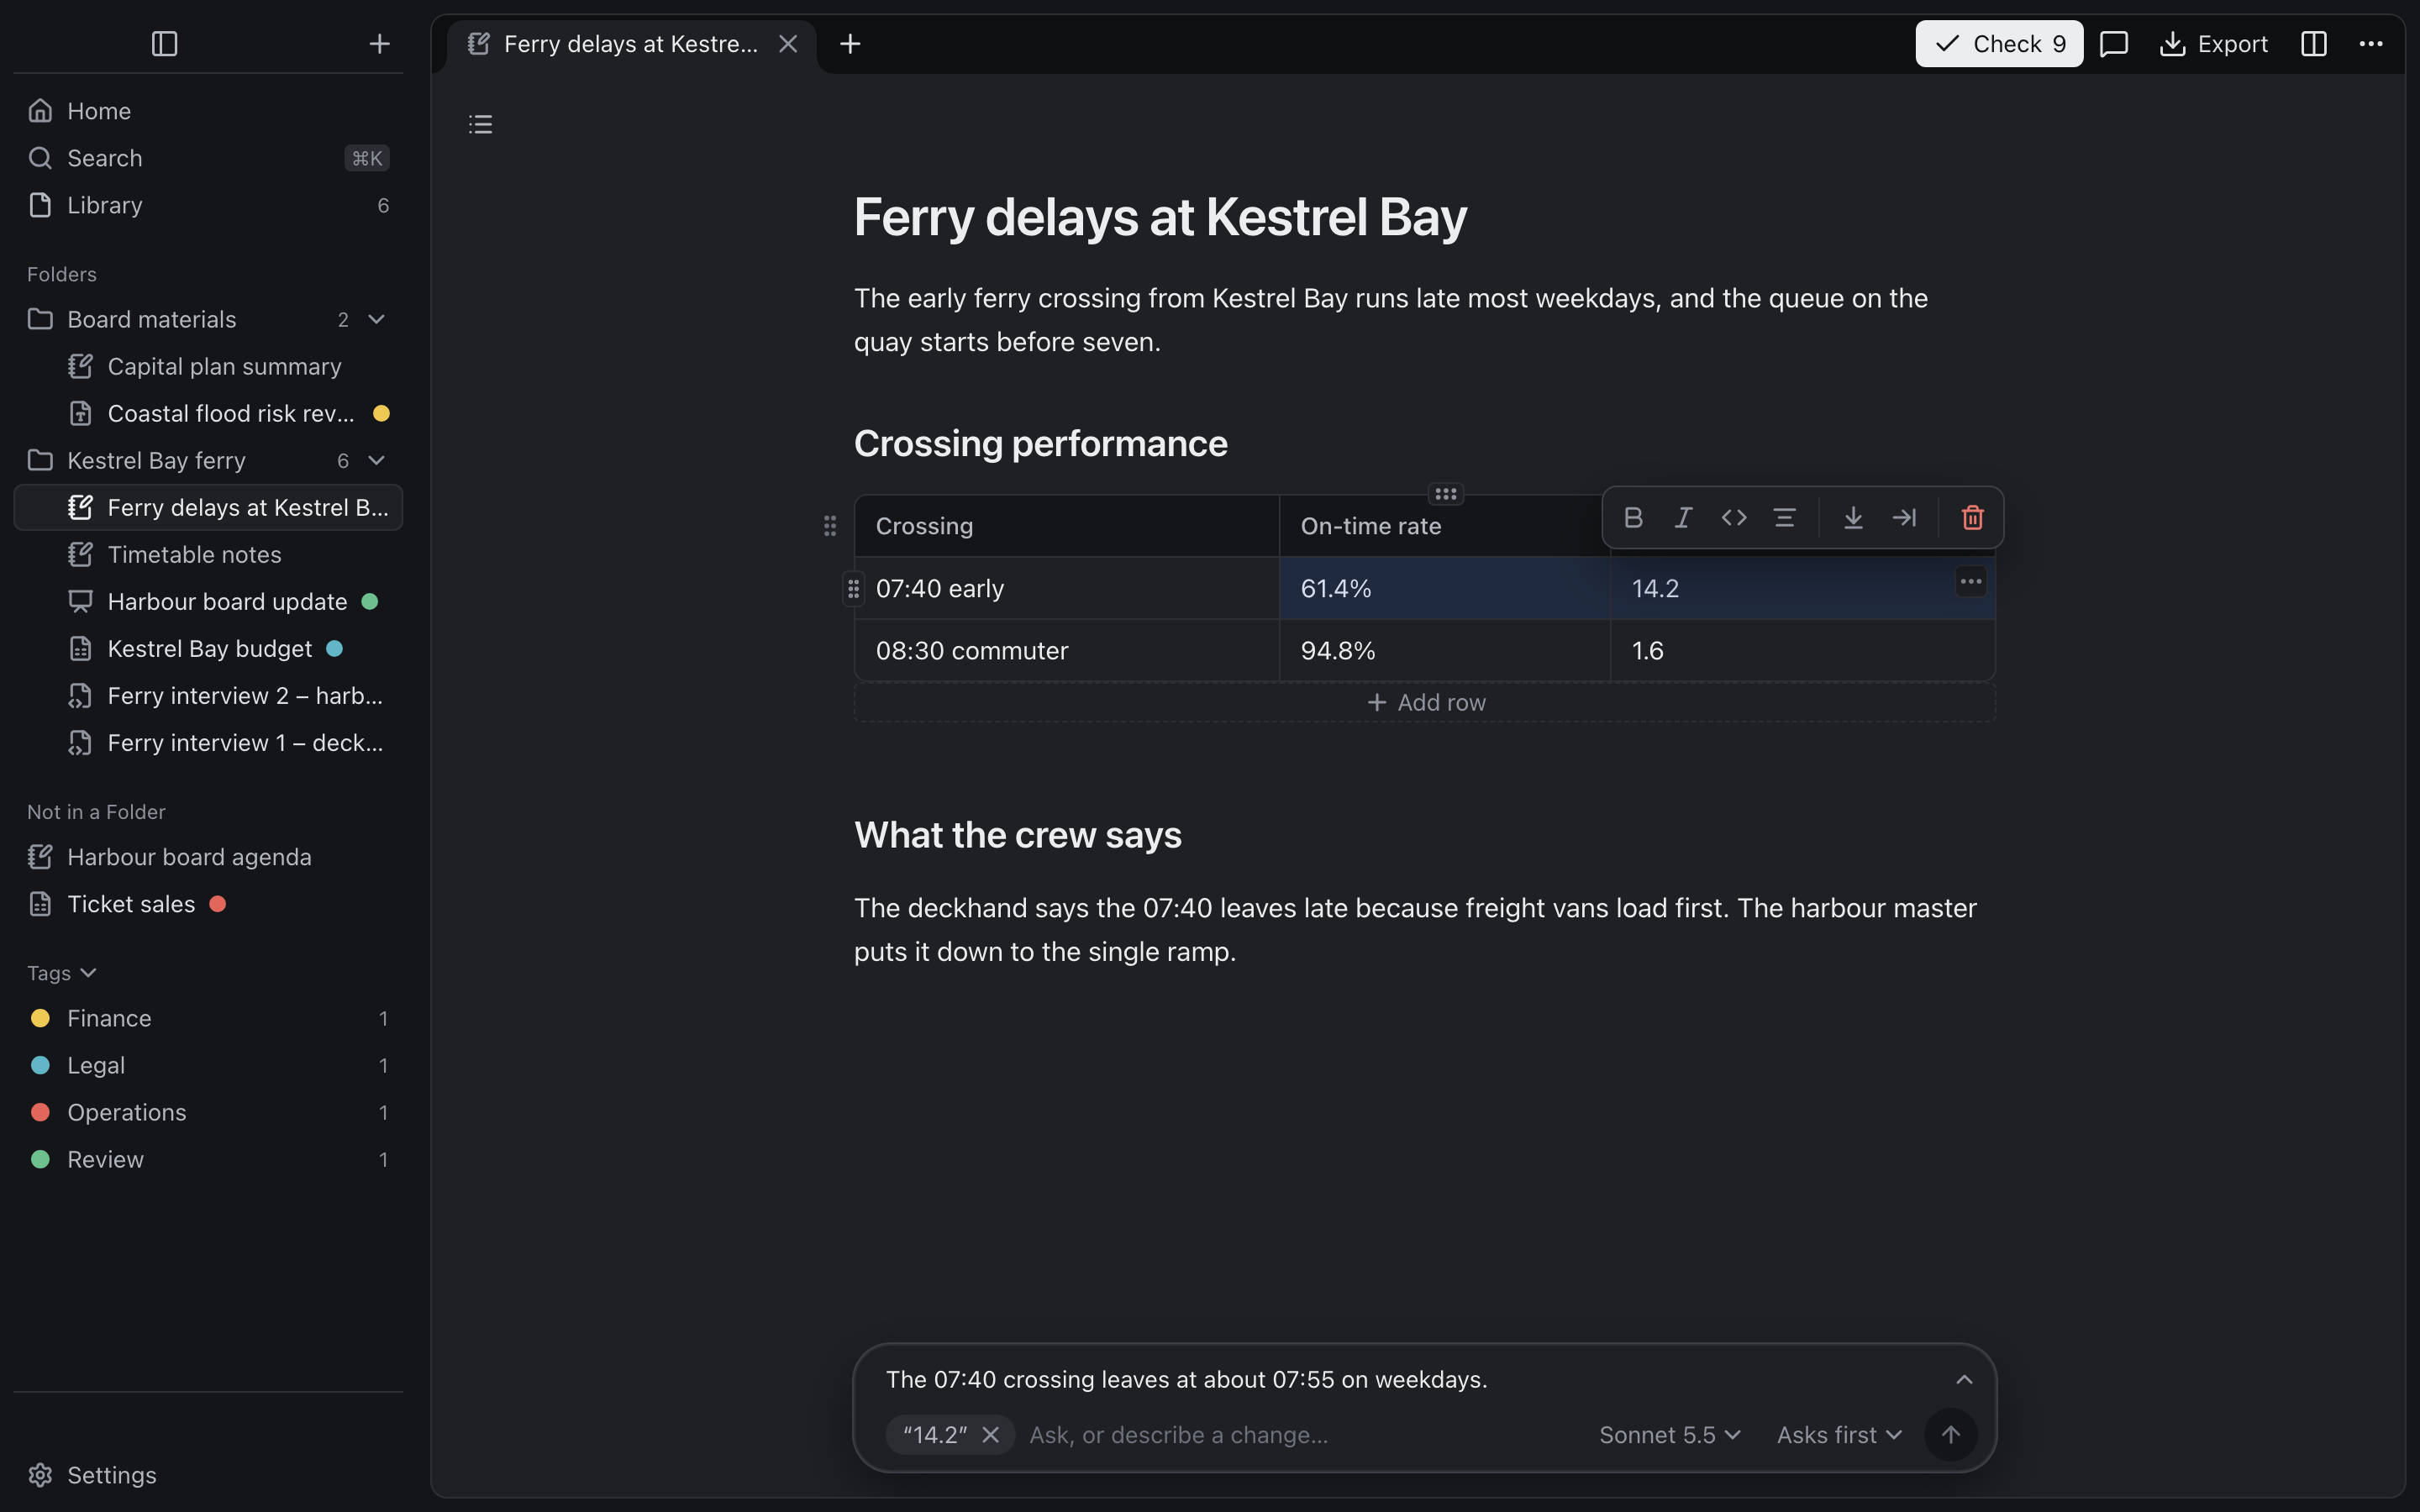 Home
Search ⌘K
Library 6
Folders
Board materials 2
Capital plan summary
Coastal flood risk rev...
Kestrel Bay ferry 6
Ferry delays at Kestrel B...
Timetable notes
Harbour board update
Kestrel Bay budget
Ferry interview 2 – harb...
Ferry interview 1 – deck...
Not in a Folder
Harbour board agenda
Ticket sales
Tags
Finance 1
Legal 1
Operations 1
Review 1
Settings
Ferry delays at Kestre...
Check 9
Export
Ferry delays at Kestrel Bay
The early ferry crossing from Kestrel Bay runs late most weekdays, and the queue on the
quay starts before seven.
Crossing performance
Crossing On-time rate
07:40 early 61.4% 14.2
08:30 commuter 94.8% 1.6
Add row
What the crew says
The deckhand says the 07:40 leaves late because freight vans load first. The harbour master
puts it down to the single ramp.
The 07:40 crossing leaves at about 07:55 on weekdays.
“14.2” Ask, or describe a change... Sonnet 5.5 Asks first